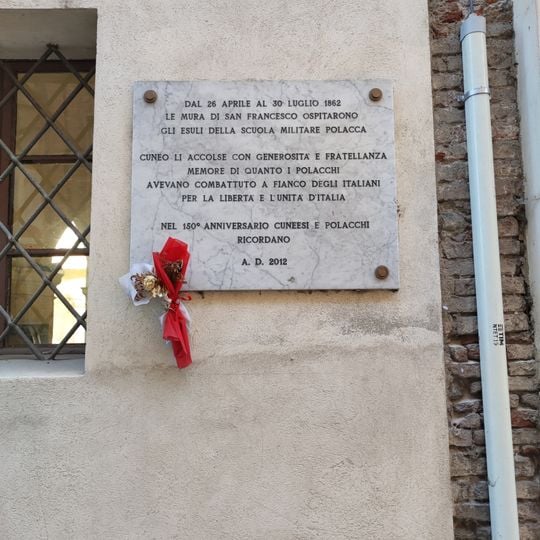 DAL 26 APRILE AL 30 LUGLIO 1862
LE MURA DI SAN FRANCESCO OSPITARONO
GLI ESULI DELLA SCUOLA MILITARE POLACCA
CUNEO LI ACCOLSE CON GENEROSITA E FRATELLANZA
MEMORE DI QUANTO I POLACCHI
AVEVANO COMBATTUTO A FIANCO DEGLI ITALIANI
PER LA LIBERTA E L'UNITA D'ITALIA
NEL 150° ANNIVERSARIO CUNEESI E POLACCHI
RICORDANO
A. D. 2012